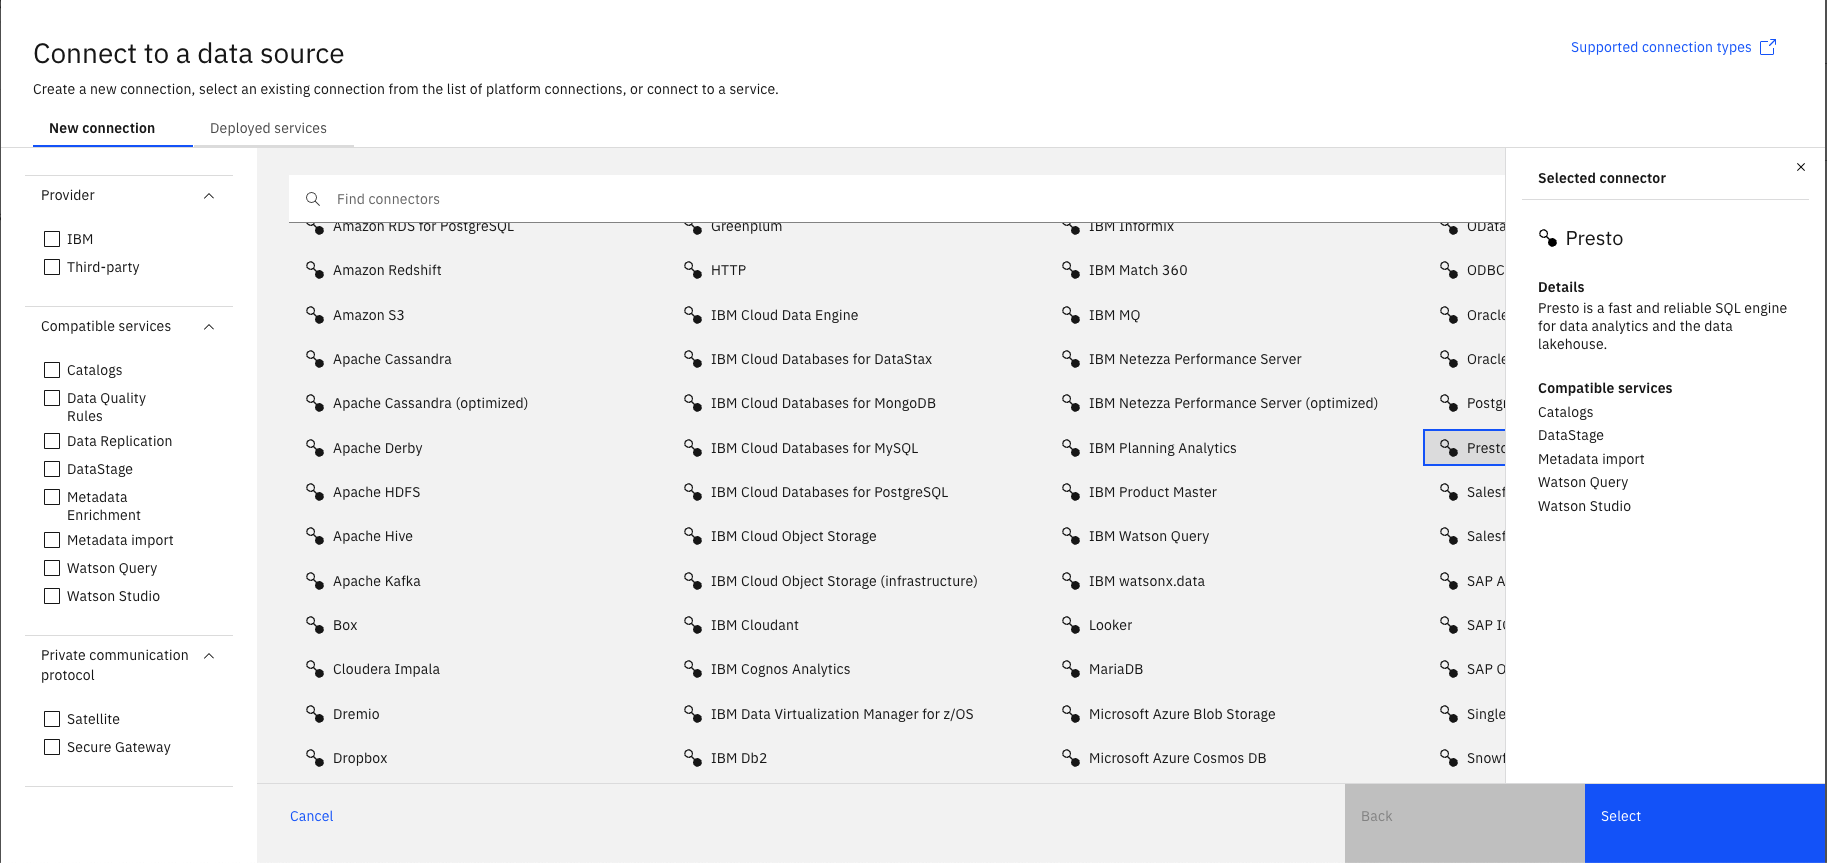 Connect to a data source
Supported connection types
Create a new connection, select an existing connection from the list of platform connections, or connect to a service.
New connection
Deployed services
Provider
IBM
Third-party
Compatible services
Catalogs
Data Quality
Rules
Data Replication
DataStage
Metadata
Enrichment
Metadata import
Watson Query
Watson Studio
Private communication
protocol
Satellite
Secure Gateway
Find connectors
Amazon RDS for PostgreSQL
Amazon Redshift
Amazon S3
Apache Cassandra
Apache Cassandra (optimized)
Apache Derby
Apache HDFS
Apache Hive
Apache Kafka
Box
Cloudera Impala
Dremio
Dropbox
Greenplum
HTTP
IBM Cloud Data Engine
IBM Cloud Databases for DataStax
IBM Cloud Databases for MongoDB
IBM Cloud Databases for MySQL
IBM Cloud Databases for PostgreSQL
IBM Cloud Object Storage
IBM Cloud Object Storage (infrastructure)
IBM Cloudant
IBM Cognos Analytics
IBM Data Virtualization Manager for z/OS
IBM Db2
IBM Informix
IBM Match 360
IBM MQ
IBM Netezza Performance Server
IBM Netezza Performance Server (optimized)
IBM Planning Analytics
IBM Product Master
IBM Watson Query
IBM watsonx.data
Looker
MariaDB
Microsoft Azure Blob Storage
Microsoft Azure Cosmos DB
OData
ODBC
Oracle
Oracle
Postgr
Presto
Salesf
Salesf
SAP A
SAP
SAP O
Single
Snowf
Selected connector
Presto
Details
Presto is a fast and reliable SQL engine
for data analytics and the data
lakehouse.
Compatible services
Catalogs
DataStage
Metadata import
Watson Query
Watson Studio
Cancel
Back
Select